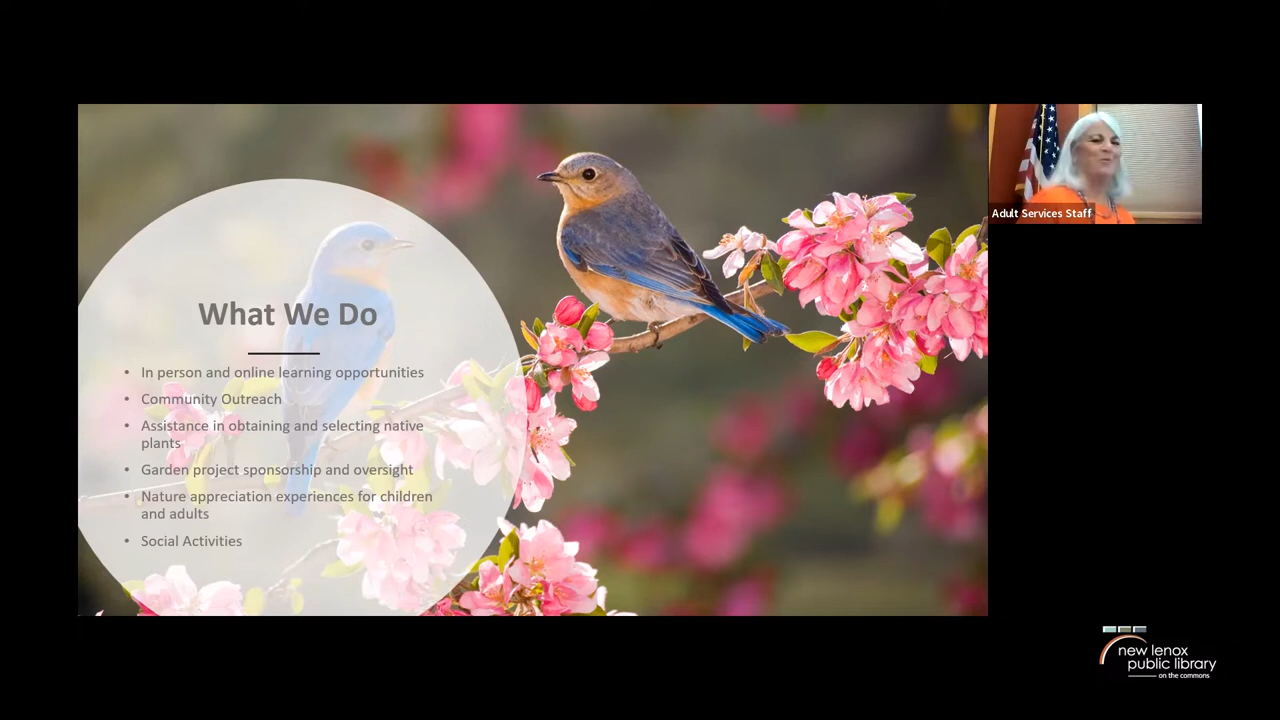 What We Do
• In person and online learning opportunities
• Community Outreach
• Assistance in obtaining and selecting native
plants
• Garden project sponsorship and oversight
• Nature appreciation experiences for children
and adults
• Social Activities
Adult Services Staff
new lenox
public library
on the commons